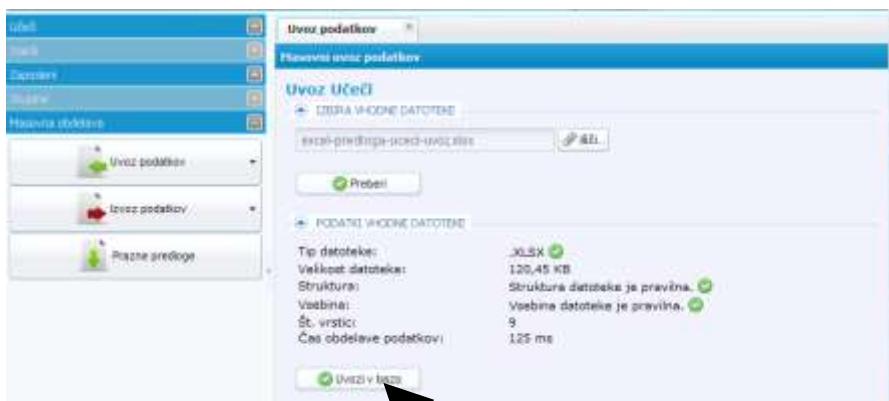 Učeči
Zaposleni
Skupine
Masovna obdelava
Uvoz podatkov
Izvoz podatkov
Prazne predloge
Uvoz podatkov
Masovni uvoz podatkov
Uvoz Učeči
IZBIRA VHODNE DATOTEKE
excel-predloga-uceci-uvoz.xlsx
Išči...
Preberi
PODATKI VHODNE DATOTEKE
Tip datoteke: .XLSX
Velikost datoteke: 120,45 KB
Struktura: Struktura datoteke je pravilna.
Vsebina: Vsebina datoteke je pravilna.
Št. vrstic: 9
Čas obdelave podatkov: 125 ms
Uvozi v bazo